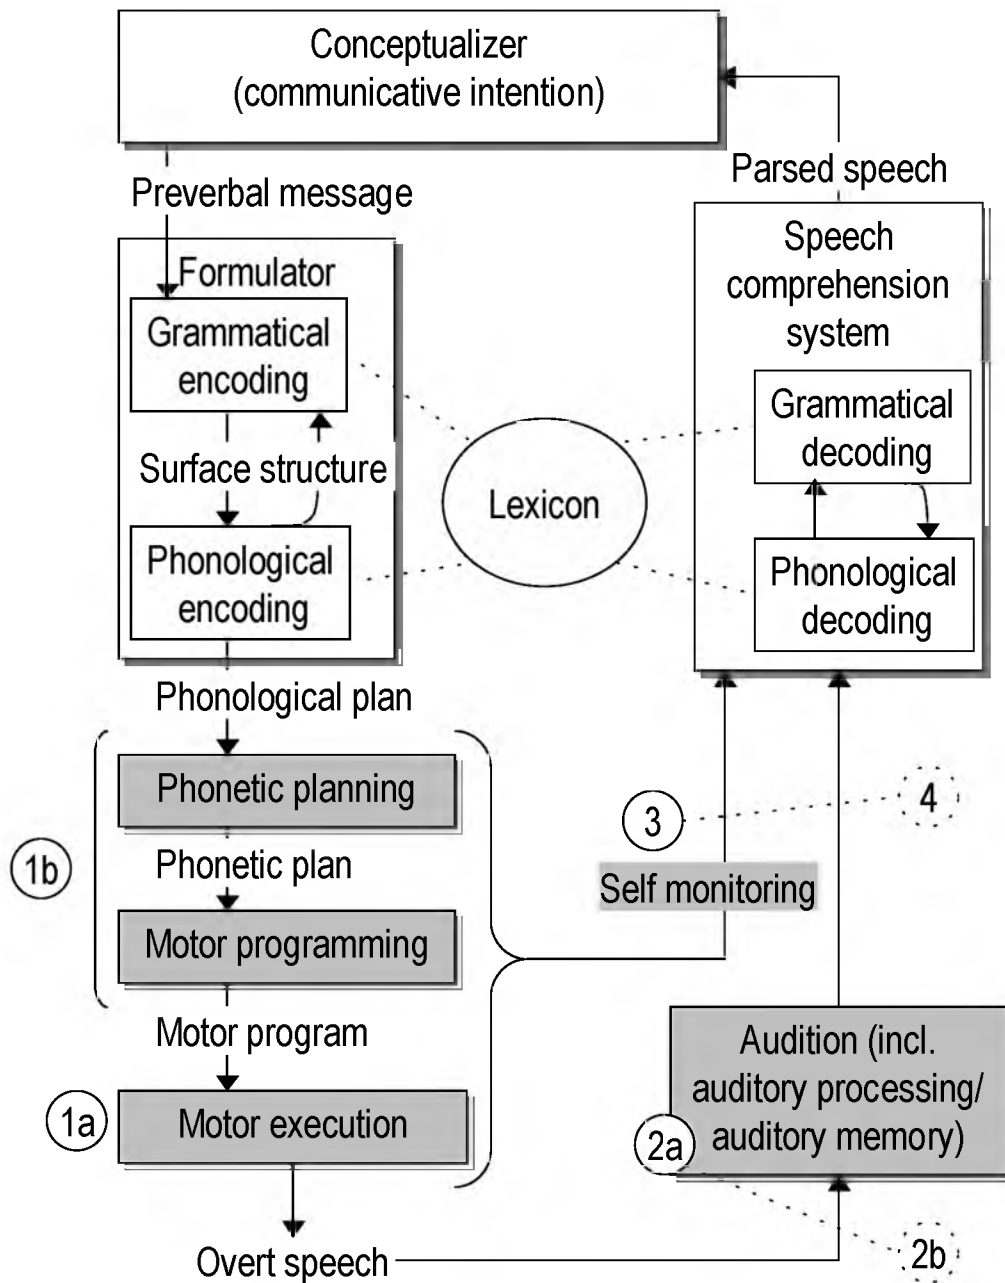 Conceptualizer
(communicative intention)
Preverbal message
Parsed speech
Formulator
Grammatical
encoding
Surface structure
Phonological
encoding
Speech
comprehension
system
Grammatical
decoding
Phonological
decoding
Lexicon
Phonological plan
Phonetic planning
1b
Phonetic plan
Motor programming
Motor program
1a
Motor execution
Overt speech
3
4
Self monitoring
Audition (incl.
auditory processing/
auditory memory)
2a
2b